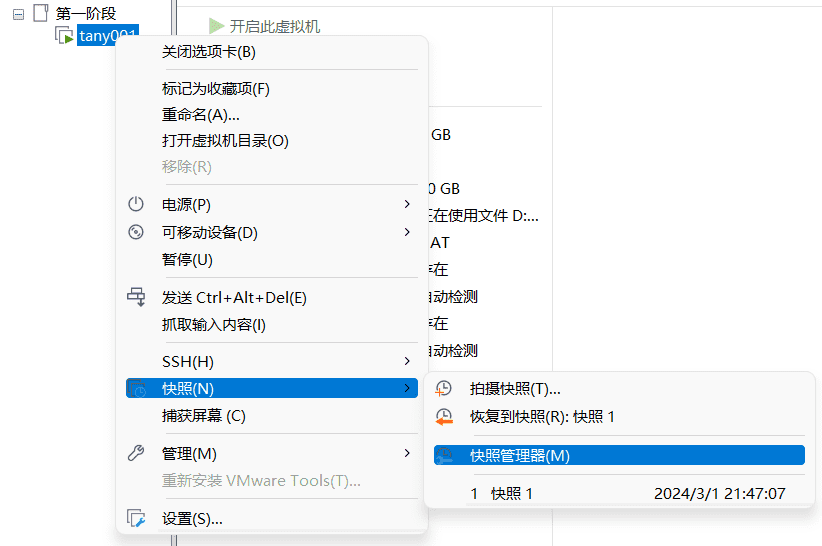 第一阶段
开启此虚拟机
tany001
关闭选项卡(B)
标记为收藏项(F)
重命名(A)...
打开虚拟机目录(O)
移除(R)
电源(P)
可移动设备(D)
暂停(U)
发送 Ctrl+Alt+Del(E)
抓取输入内容(I)
SSH(H)
快照(N)
捕获屏幕 (C)
管理(M)
重新安装 VMware Tools(T)...
设置(S)...
GB
0 GB
正在使用文件 D:...
AT
存在
自动检测
存在
自动检测
拍摄快照(T)...
恢复到快照(R): 快照 1
快照管理器(M)
1 快照 1 2024/3/1 21:47:07